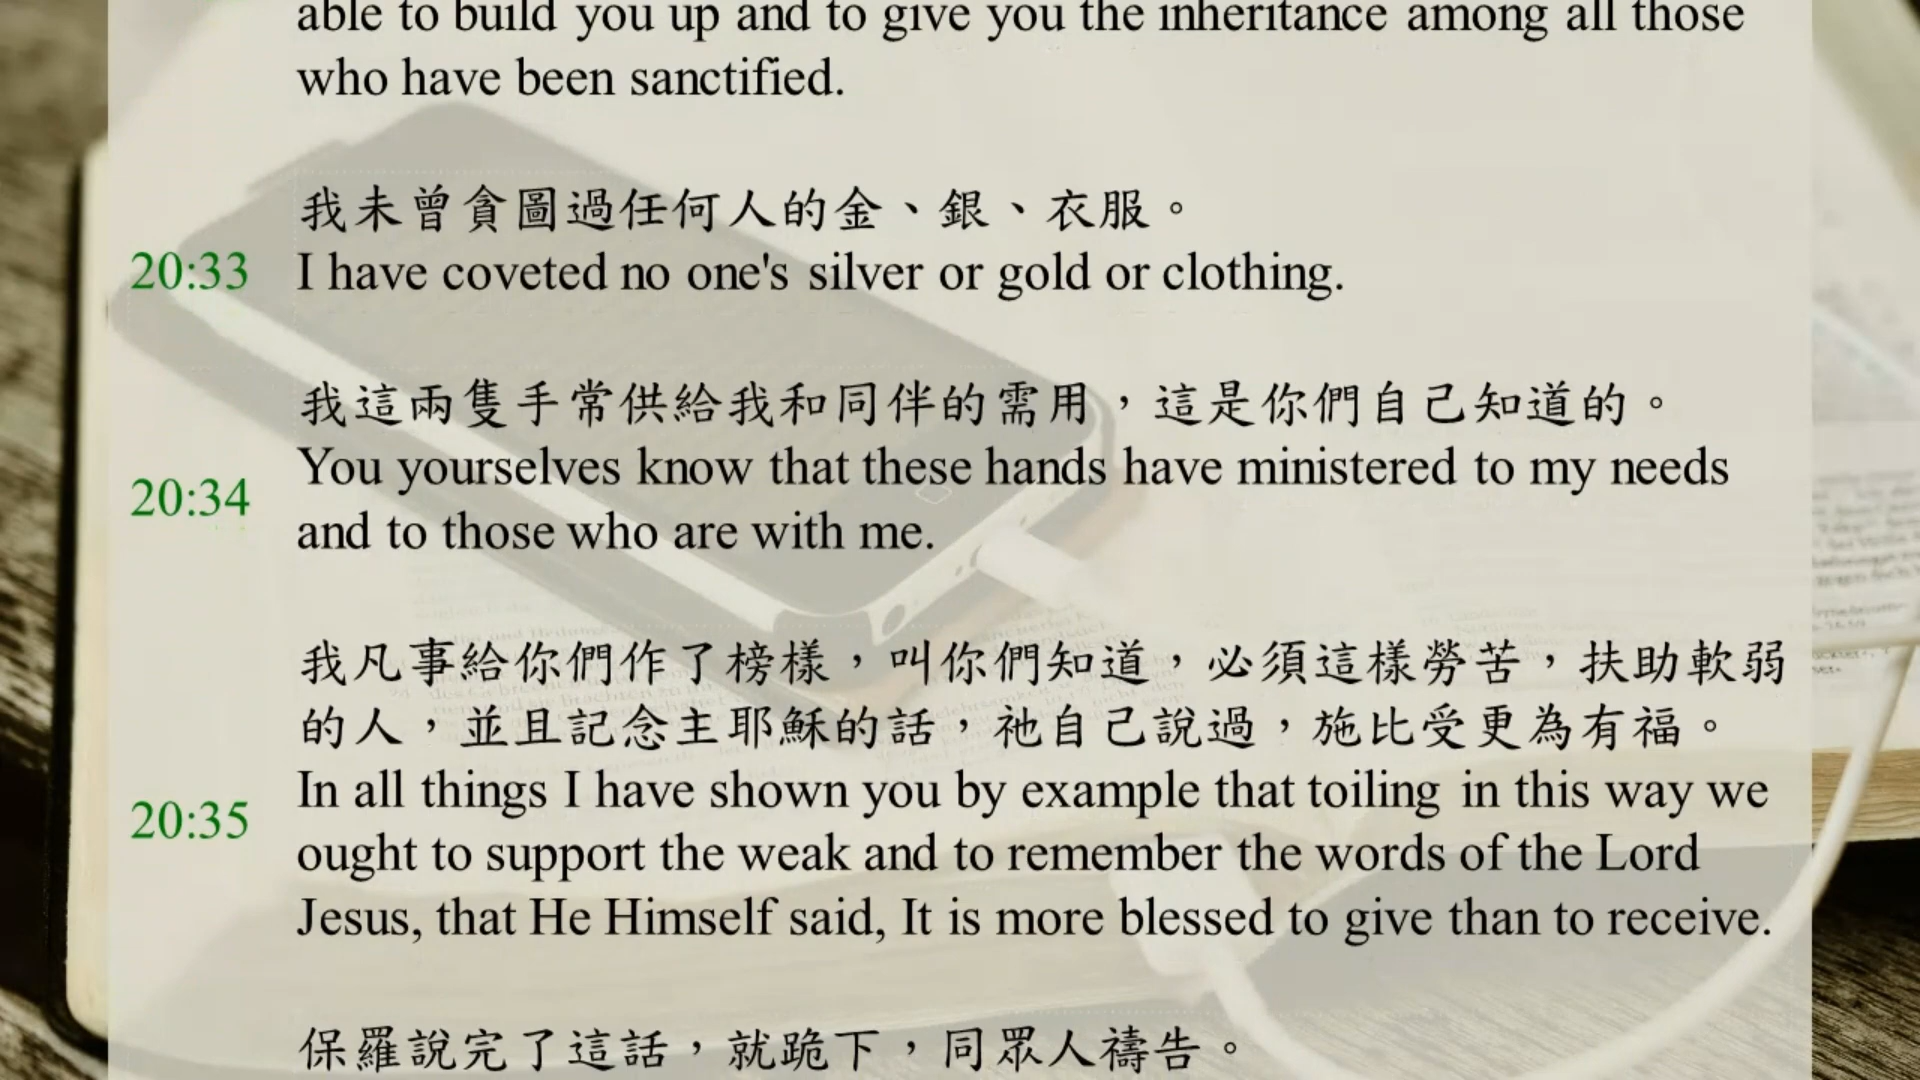 able to build you up and to give you the inheritance among all those
who have been sanctified.
我未曾貪圖過任何人的金、銀、衣服。
20:33 I have coveted no one's silver or gold or clothing.
我這兩隻手常供給我和同伴的需用，這是你們自己知道的。
You yourselves know that these hands have ministered to my needs
20:34
and to those who are with me.
我凡事給你們作了榜樣，叫你們知道，必須這樣勞苦，扶助軟弱
的人，並且記念主耶穌的話，祂自己說過，施比受更為有福。
In all things I have shown you by example that toiling in this way we
20:35
ought to support the weak and to remember the words of the Lord
Jesus, that He Himself said, It is more blessed to give than to receive.
保羅說完了這話，就跪下，同眾人禱告。